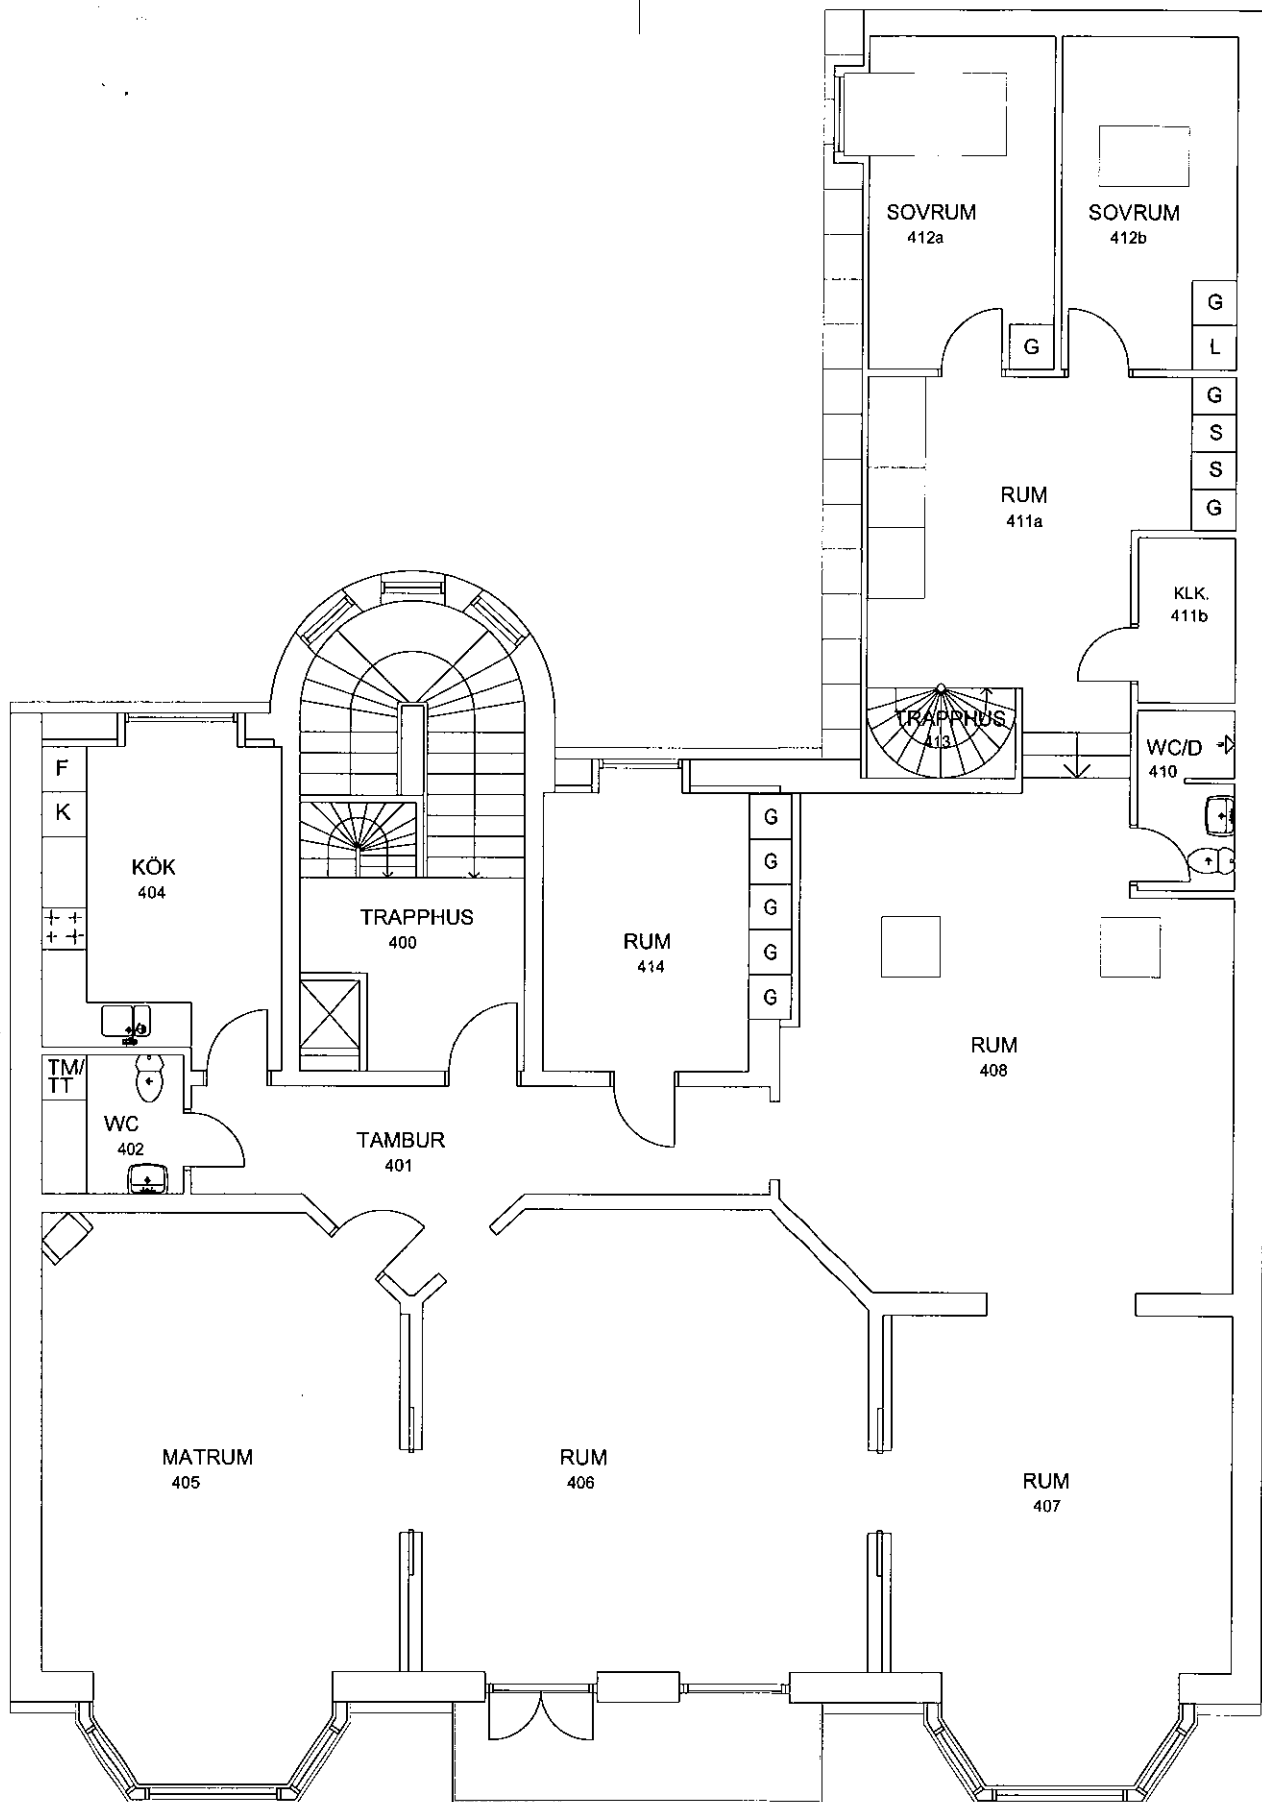 SOVRUM
412a
SOVRUM
412b
G
L
G
G
S
S
G
RUM
411a
KLK.
411b
TRAPPHUS
413
WC/D
410
F
K
KÖK
404
TRAPPHUS
400
RUM
414
G
G
G
G
G
RUM
408
TM/
TT
WC
402
TAMBUR
401
MATRUM
405
RUM
406
RUM
407